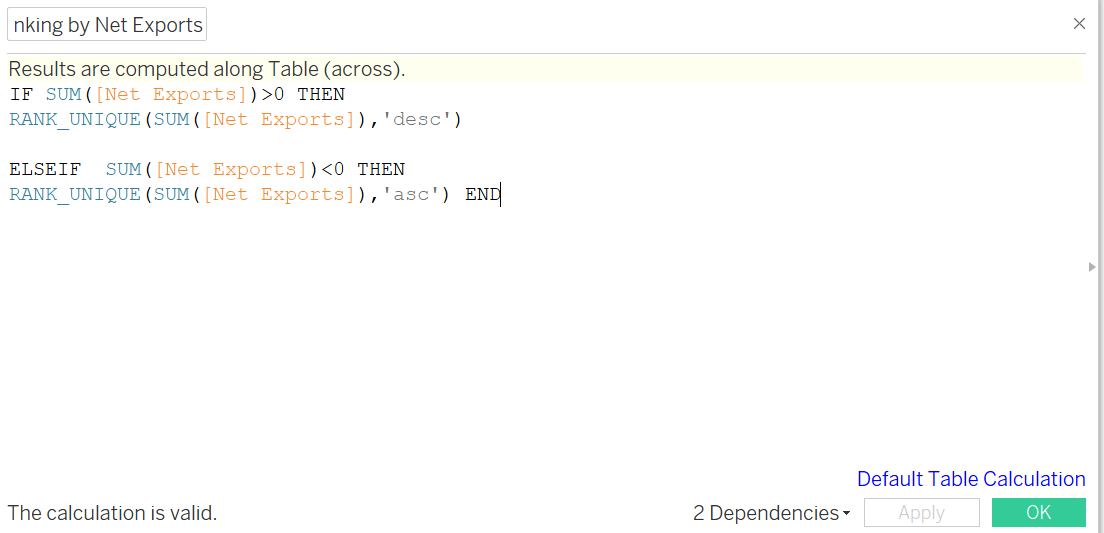 nking by Net Exports
Results are computed along Table (across).
IF SUM([Net Exports])>0 THEN
RANK_UNIQUE(SUM([Net Exports]),'desc')
ELSEIF  SUM([Net Exports])<0 THEN
RANK_UNIQUE(SUM([Net Exports]),'asc') END
Default Table Calculation
The calculation is valid.
2 Dependencies
Apply
OK